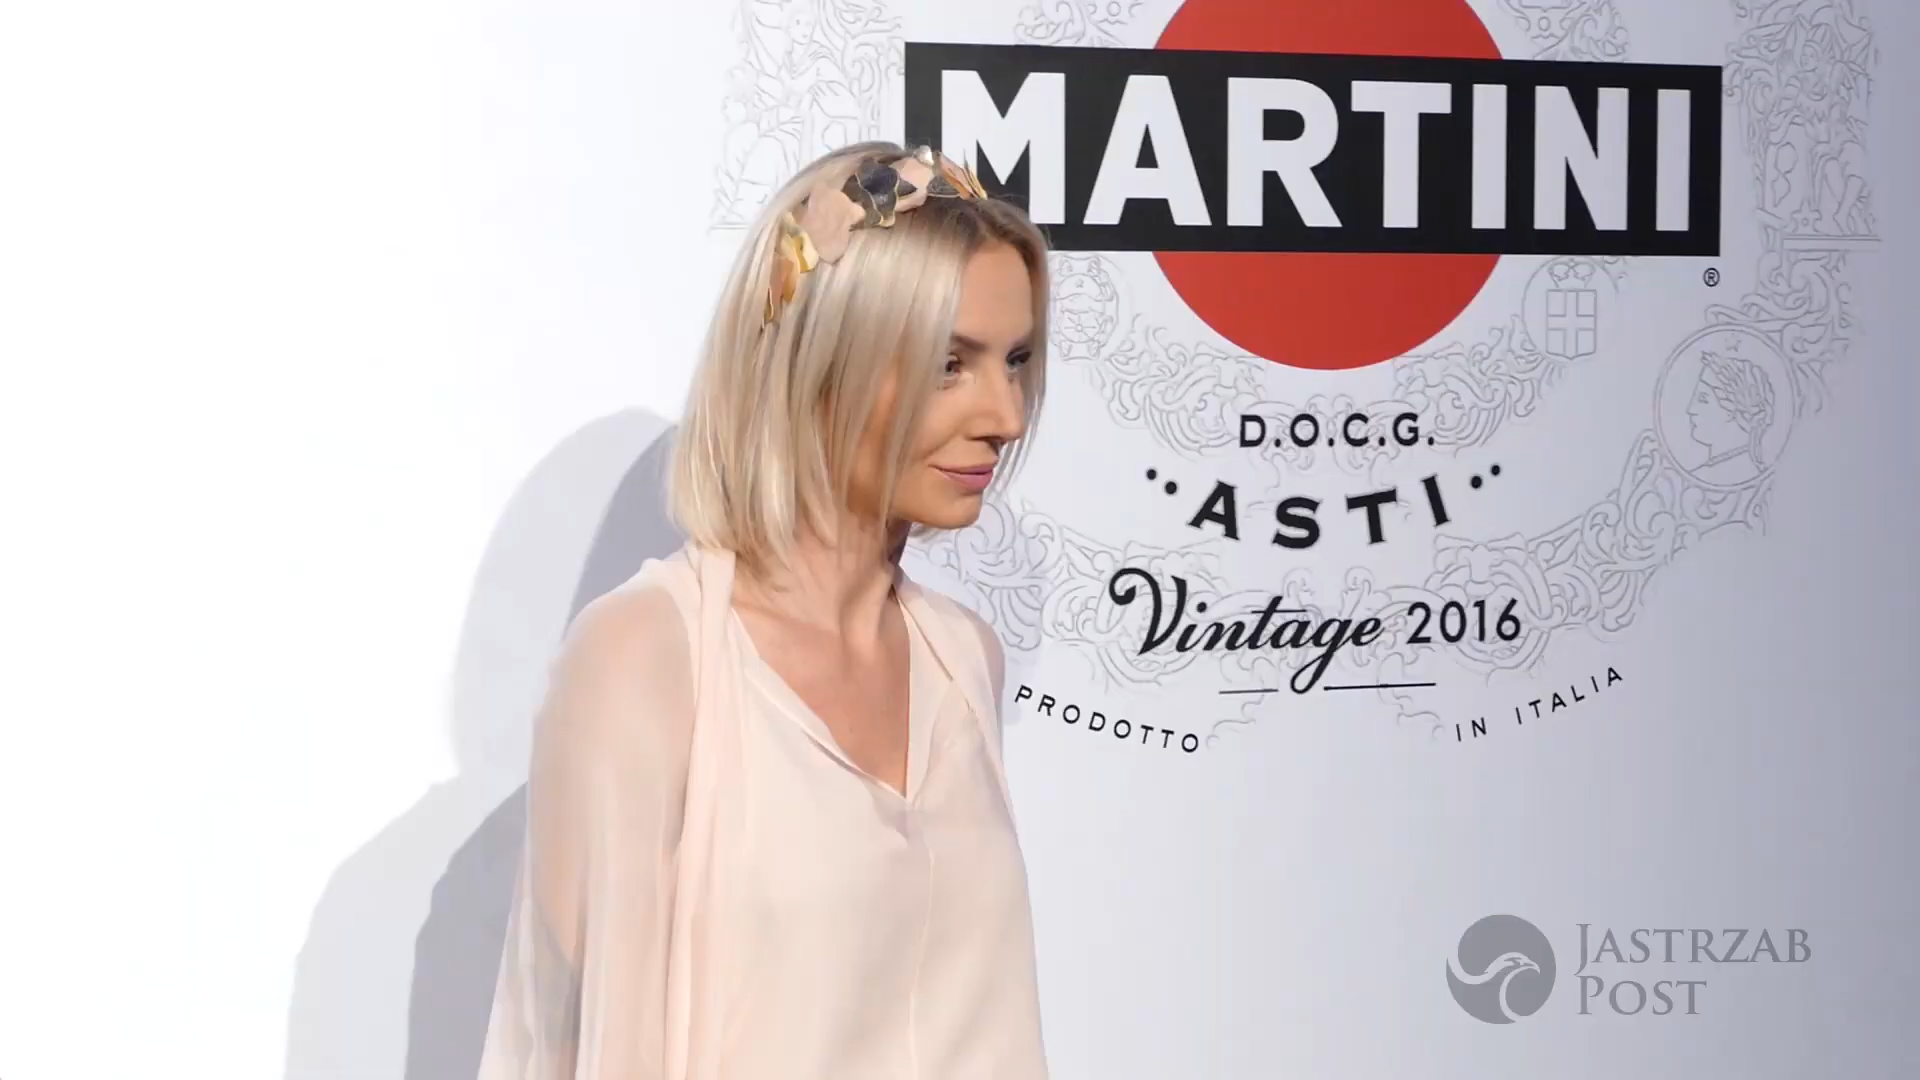 MARTINI
®
D.O.C.G.
ASTI
Vintage 2016
PRODOTTO IN ITALIA
JASTRZAB
POST